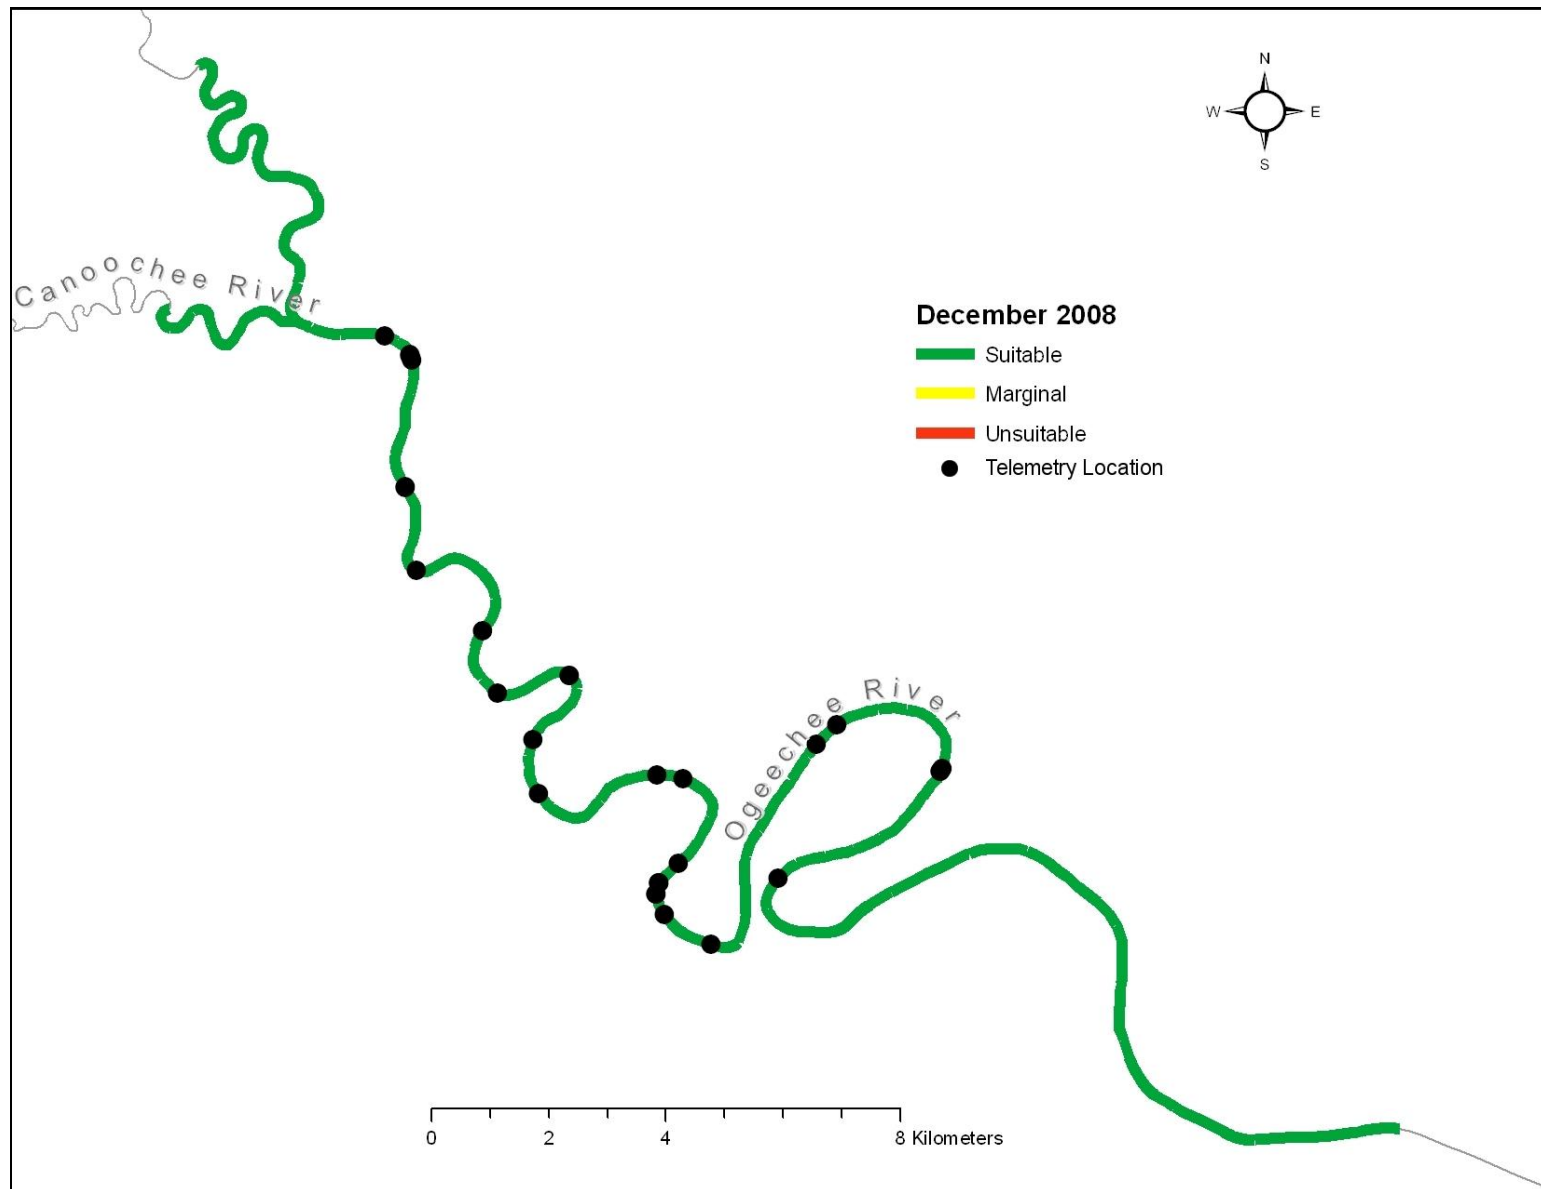 N
W E
S
Canoochee River
December 2008
Suitable
Marginal
Unsuitable
Telemetry Location
Ogeechee River
0 2 4 8 Kilometers